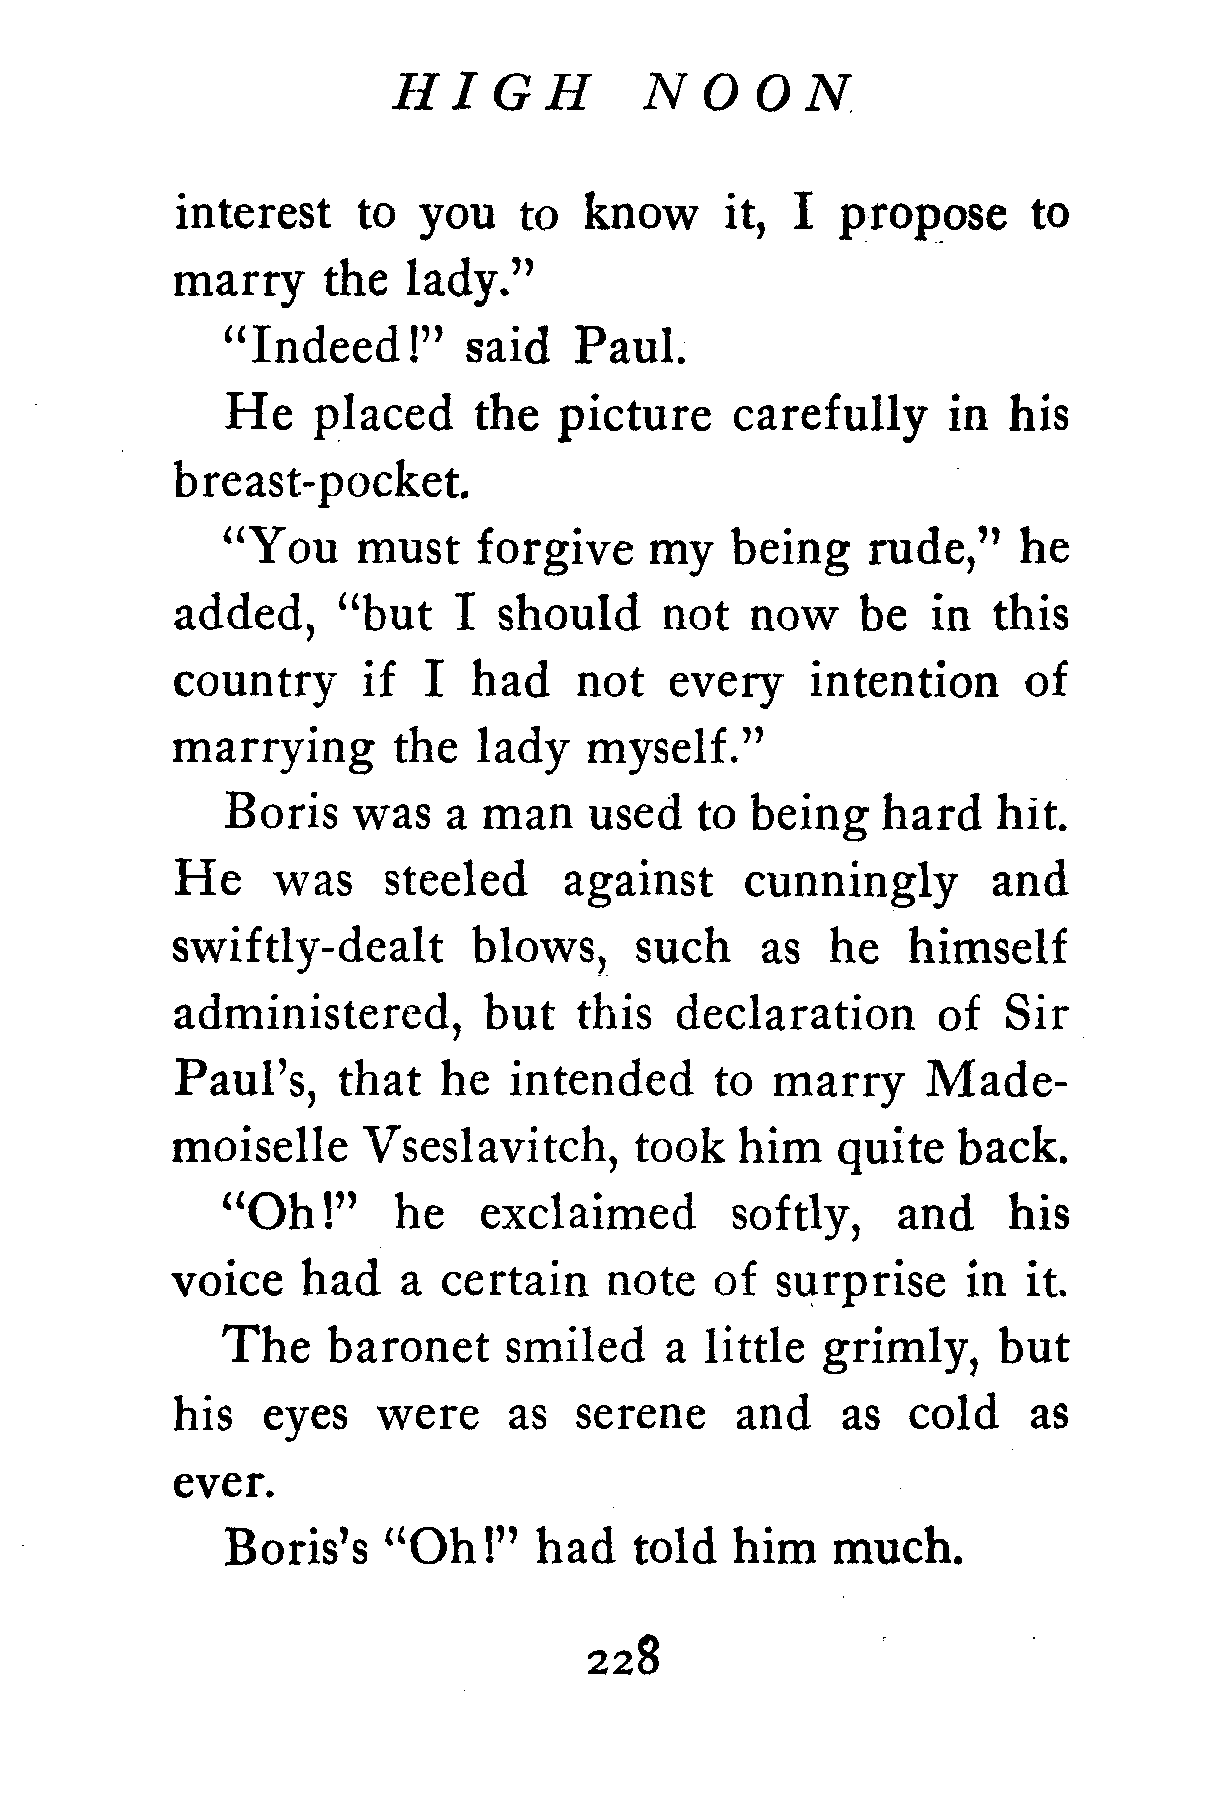 HIGH NOON
interest to you to know it, I propose to
marry the lady.”
“Indeed!” said Paul.
He placed the picture carefully in his
breast-pocket.
“You must forgive my being rude,” he
added, “but I should not now be in this
country if I had not every intention of
marrying the lady myself.”
Boris was a man used to being hard hit.
He was steeled against cunningly and
swiftly-dealt blows, such as he himself
administered, but this declaration of Sir
Paul’s, that he intended to marry Made-
moiselle Vseslavitch, took him quite back.
“Oh!” he exclaimed softly, and his
voice had a certain note of surprise in it.
The baronet smiled a little grimly, but
his eyes were as serene and as cold as
ever.
Boris’s “Oh!” had told him much.
228